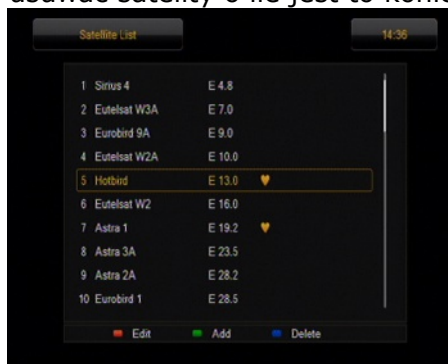 Satellite List 14:36
1 Sirius 4 E 4.8
2 Eutelsat W3A E 7.0
3 Eurobird 9A E 9.0
4 Eutelsat W2A E 10.0
5 Hotbird E 13.0
6 Eutelsat W2 E 16.0
7 Astra 1 E 19.2
8 Astra 3A E 23.5
9 Astra 2A E 28.2
10 Eurobird 1 E 28.5
Edit Add Delete